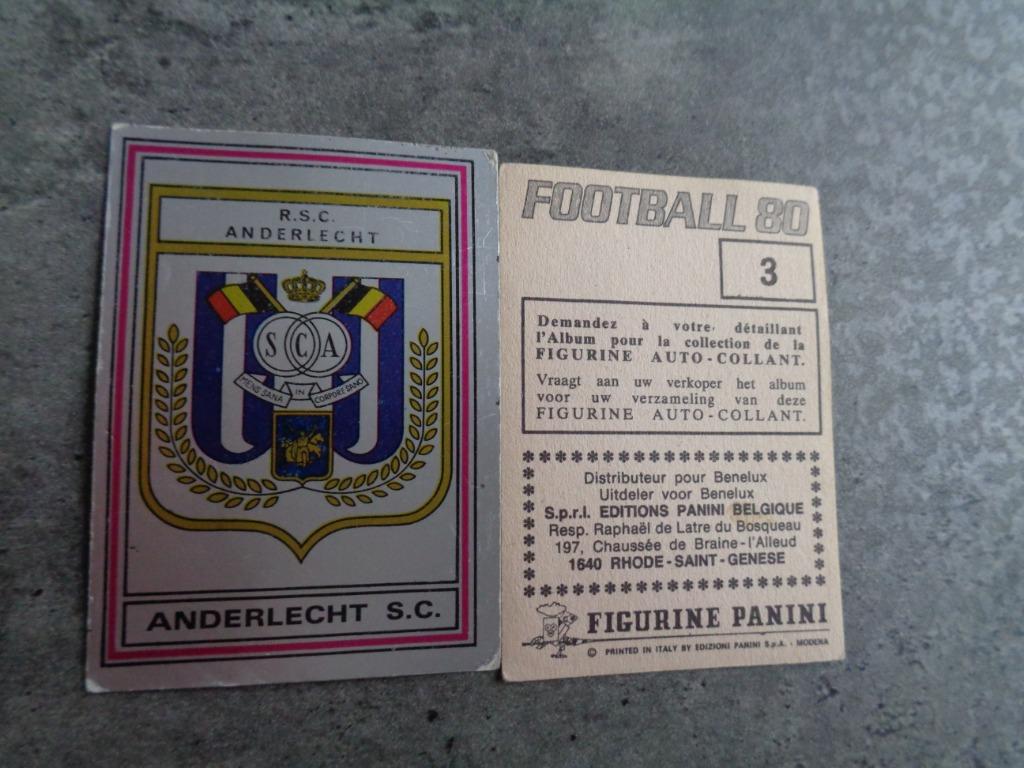 R.S.C.
ANDERLECHT
S C A
MENS SANA IN CORPORE SANO
ANDERLECHT S.C.
FOOTBALL 80
3
Demandez à votre détaillant
l'Album pour la collection de la
FIGURINE AUTO-COLLANT.
Vraagt aan uw verkoper het album
voor uw verzameling van deze
FIGURINE AUTO-COLLANT.
Distributeur pour Benelux
Uitdeler voor Benelux
S.p.r.l. EDITIONS PANINI BELGIQUE
Resp. Raphaël de Latre du Bosqueau
197, Chaussée de Braine-l'Alleud
1640 RHODE-SAINT-GENESE
FIGURINE PANINI
© PRINTED IN ITALY BY EDIZIONI PANINI S.p.A. - MODENA